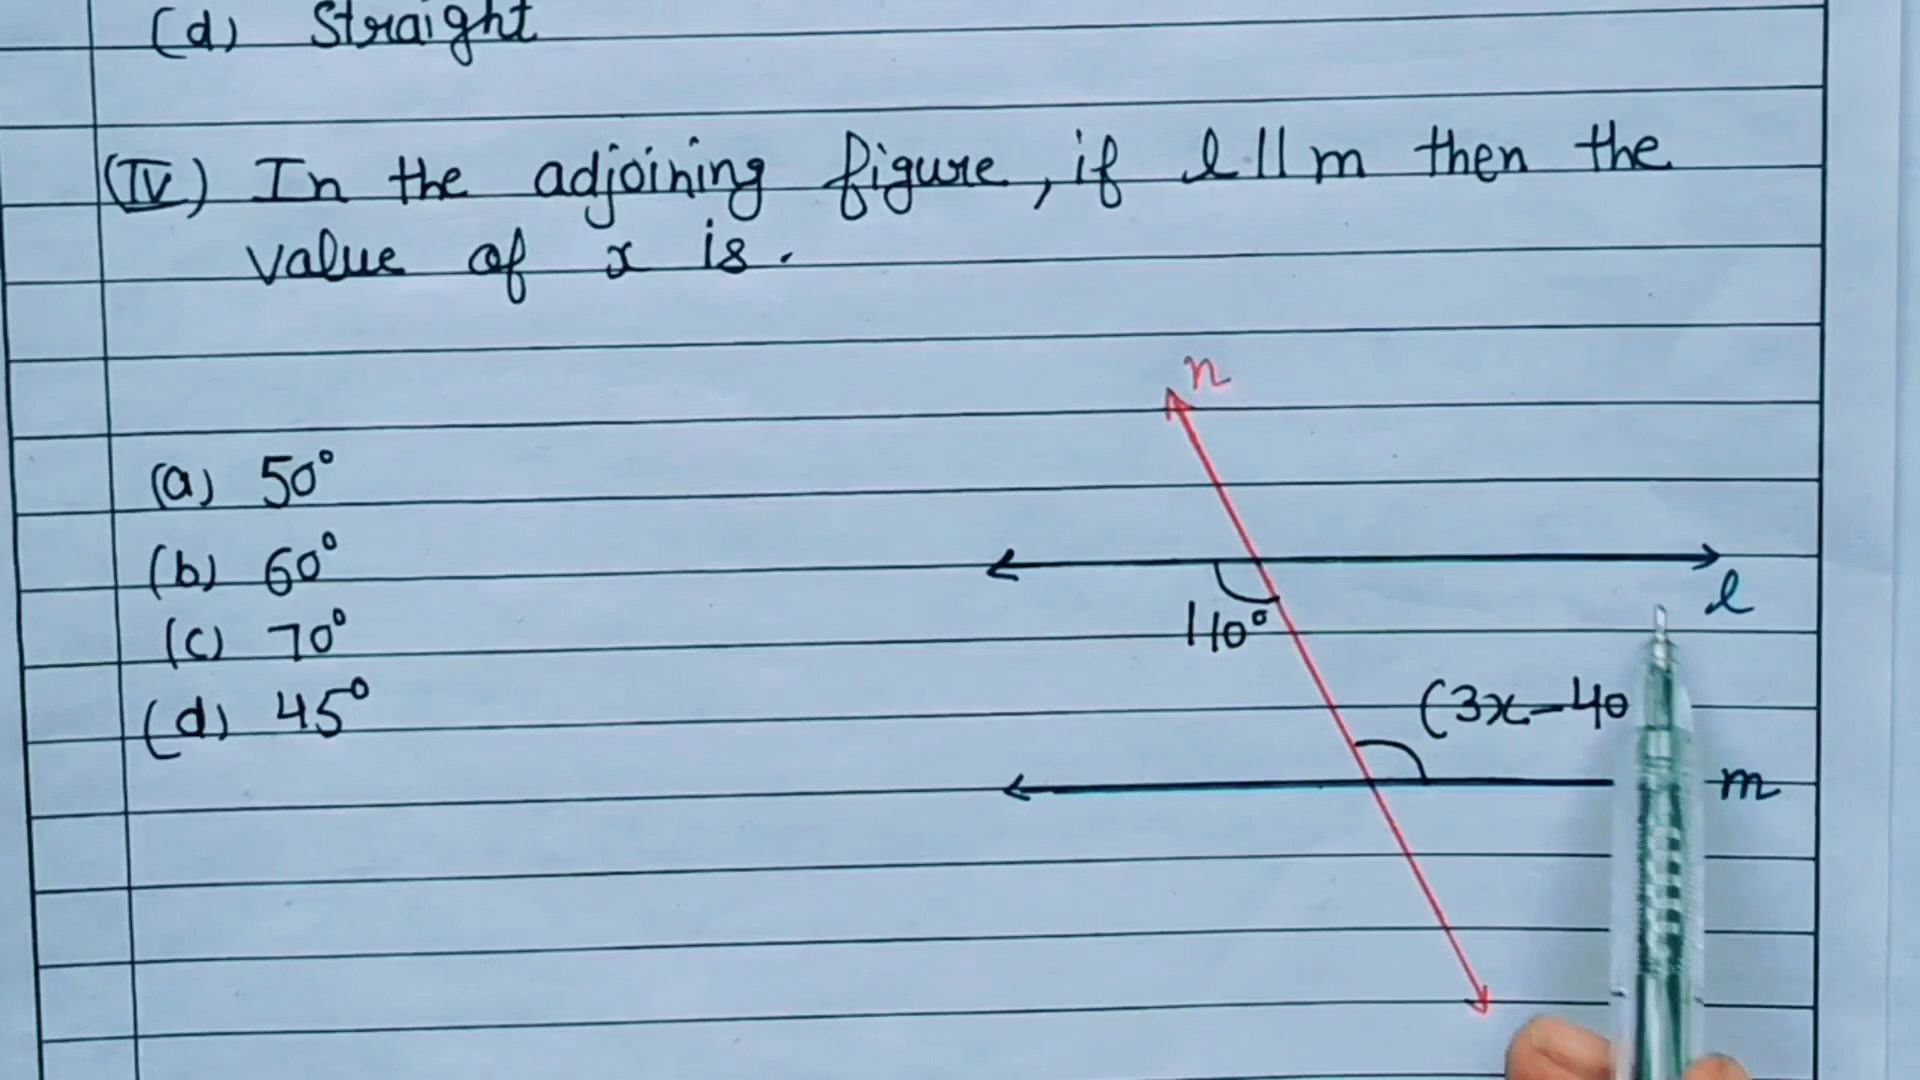 (d) Straight
(IV) In the adjoining figure, if l || m then the
value of x is.
n
(a) 50°
(b) 60°
l
(c) 70°
110°
(d) 45°
(3x-40
m